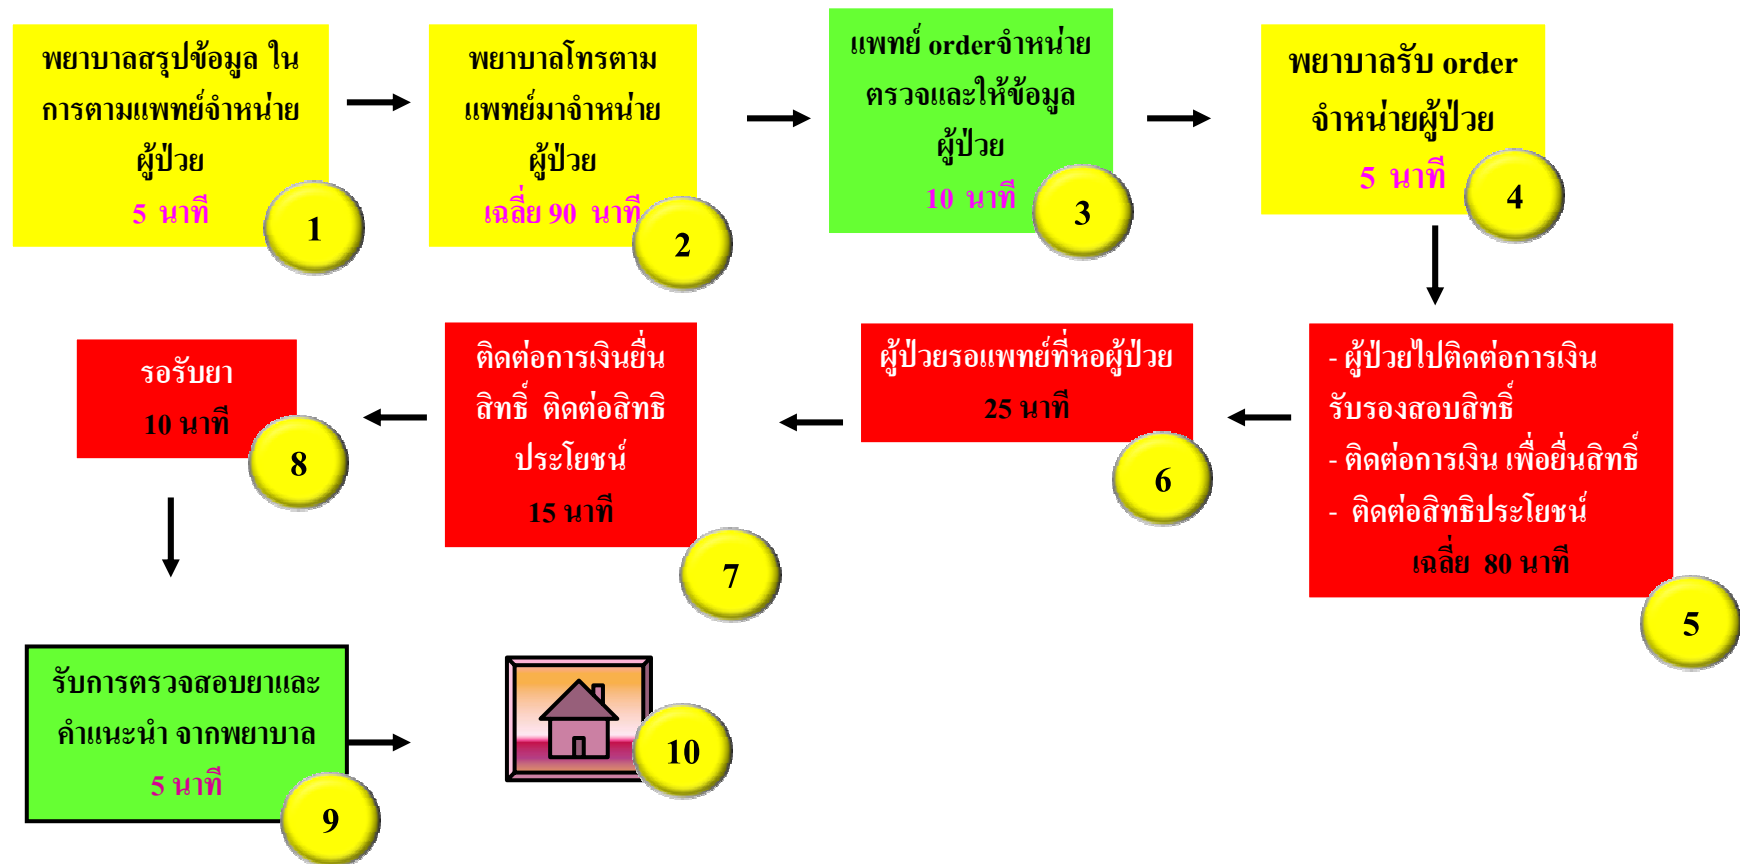 พยาบาลสรุปข้อมูล ใน
การตามแพทย์จำหน่าย
ผู้ป่วย
5 นาที
1
พยาบาลโทรตาม
แพทย์มาจำหน่าย
ผู้ป่วย
เฉลี่ย 90 นาที
2
แพทย์ orderจำหน่าย
ตรวจและให้ข้อมูล
ผู้ป่วย
10 นาที
3
พยาบาลรับ order
จำหน่ายผู้ป่วย
5 นาที
4
- ผู้ป่วยไปติดต่อการเงิน
รับรองสอบสิทธิ์
- ติดต่อการเงิน เพื่อยื่นสิทธิ์
- ติดต่อสิทธิประโยชน์
เฉลี่ย 80 นาที
5
ผู้ป่วยรอแพทย์ที่หอผู้ป่วย
25 นาที
6
ติดต่อการเงินยื่น
สิทธิ์ ติดต่อสิทธิ
ประโยชน์
15 นาที
7
รอรับยา
10 นาที
8
รับการตรวจสอบยาและ
คำแนะนำ จากพยาบาล
5 นาที
9
10